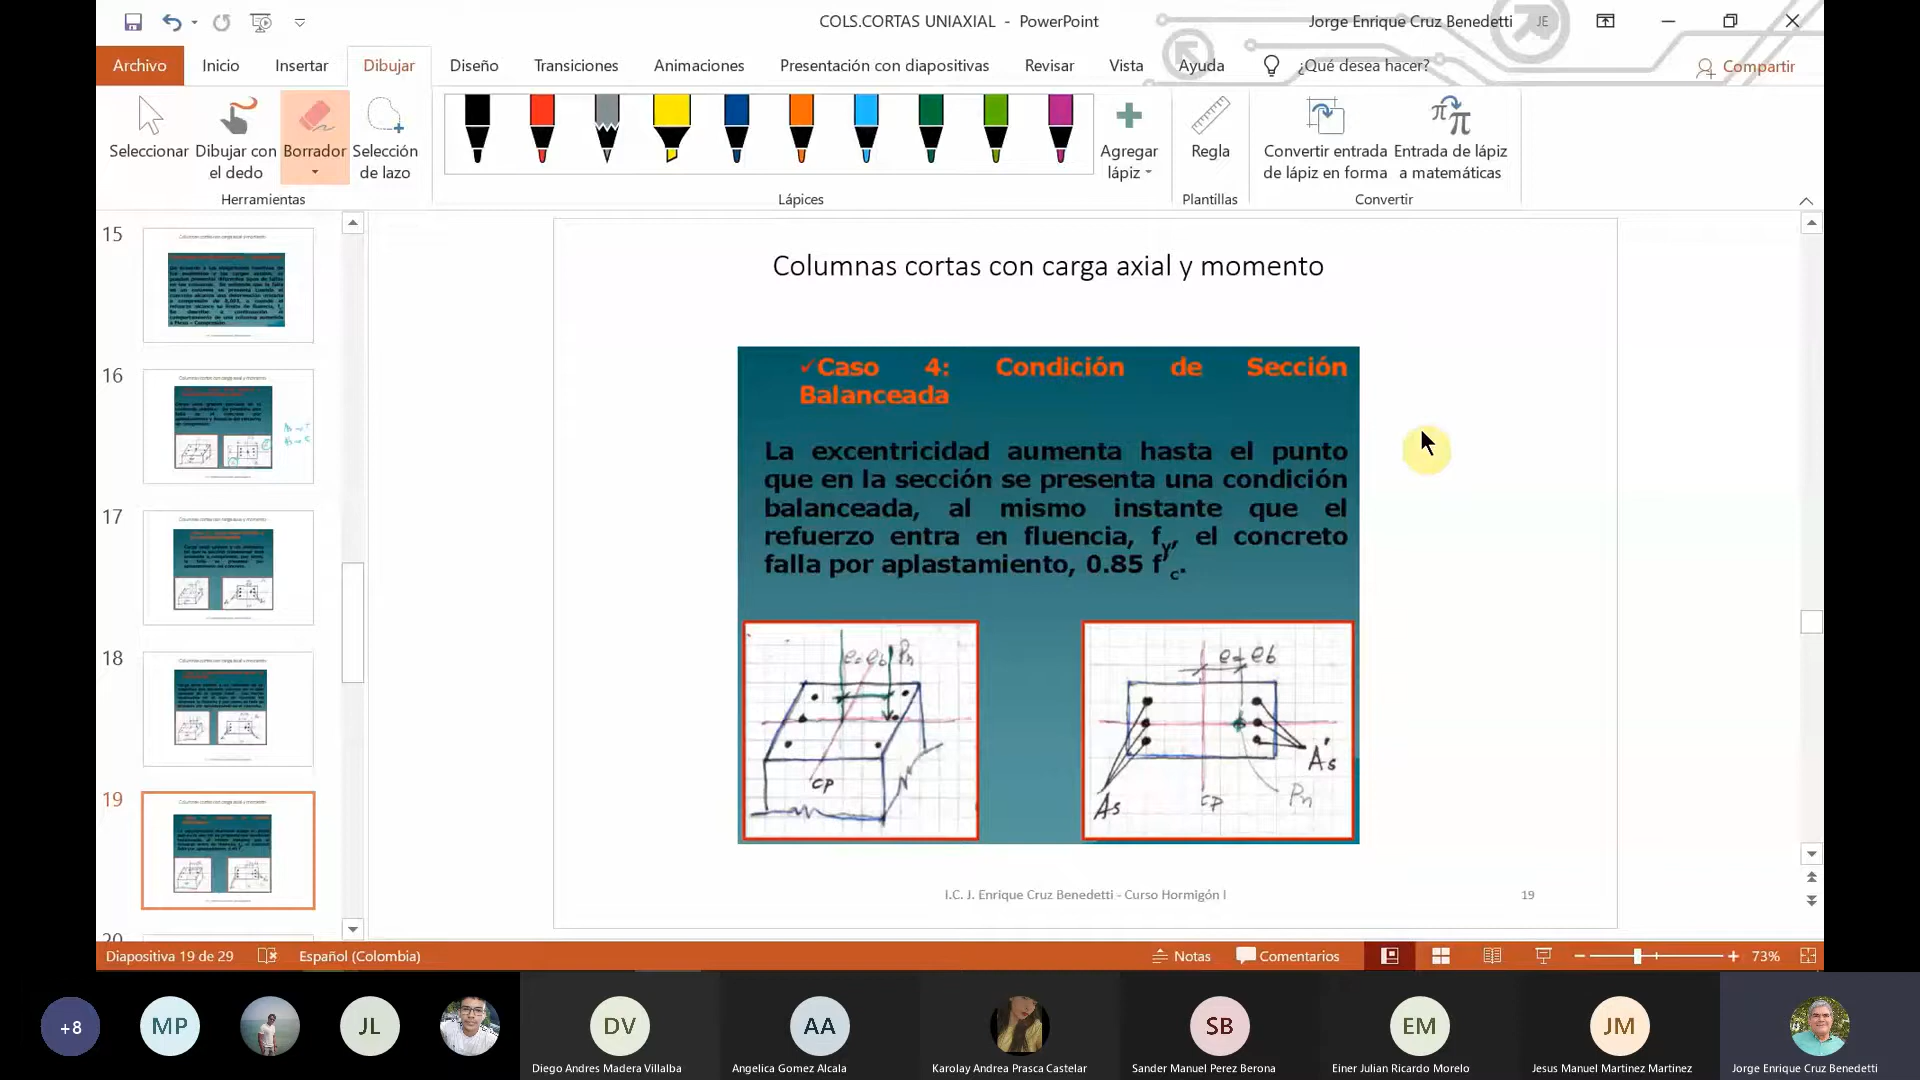 COLS.CORTAS UNIAXIAL - PowerPoint
Jorge Enrique Cruz Benedetti
JE
Archivo
Inicio
Insertar
Dibujar
Diseño
Transiciones
Animaciones
Presentación con diapositivas
Revisar
Vista
Ayuda
¿Qué desea hacer?
Compartir
Seleccionar
Dibujar con
el dedo
Borrador
Selección
de lazo
Agregar
lápiz
Regla
Convertir entrada
de lápiz en forma
Entrada de lápiz
a matemáticas
Herramientas
Lápices
Plantillas
Convertir
15
16
17
18
19
20
Columnas cortas con carga axial y momento
✓Caso 4: Condición de Sección
Balanceada
La excentricidad aumenta hasta el punto
que en la sección se presenta una condición
balanceada, al mismo instante que el
refuerzo entra en fluencia, fy, el concreto
falla por aplastamiento, 0.85 f'c.
e=eb Pn
CP
e=eb
A's
As
CP
Pn
I.C. J. Enrique Cruz Benedetti - Curso Hormigón I
19
Diapositiva 19 de 29
Español (Colombia)
Notas
Comentarios
73%
+8
MP
JL
DV
AA
SB
EM
JM
Diego Andres Madera Villalba
Angelica Gomez Alcala
Karolay Andrea Prasca Castelar
Sander Manuel Perez Berona
Einer Julian Ricardo Morelo
Jesus Manuel Martinez Martinez
Jorge Enrique Cruz Benedetti